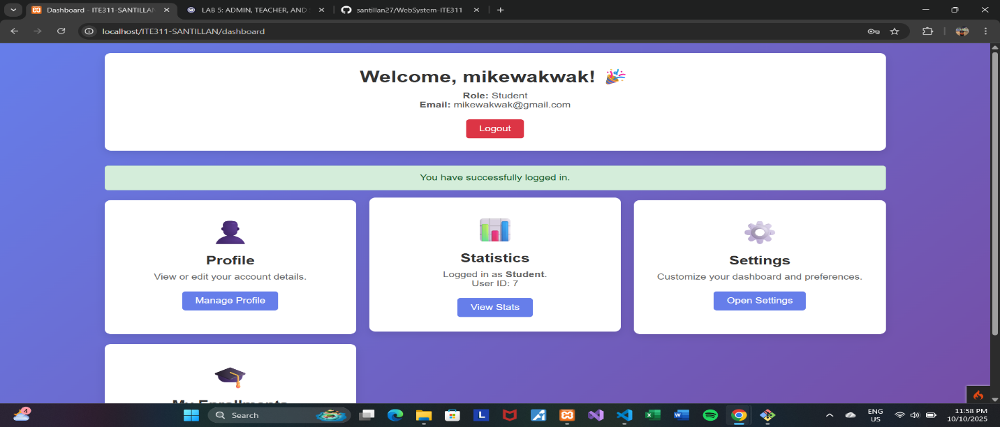 Dashboard - ITE311-SANTILLAN
LAB 5: ADMIN, TEACHER, AND
santillan27/WebSystem-ITE311
localhost/ITE311-SANTILLAN/dashboard
Welcome, mikewakwak!
Role: Student
Email: mikewakwak@gmail.com
Logout
You have successfully logged in.
Profile
View or edit your account details.
Manage Profile
Statistics
Logged in as Student.
User ID: 7
View Stats
Settings
Customize your dashboard and preferences.
Open Settings
My Enrollments
4
Search
L
ENG
US
11:58 PM
10/10/2025